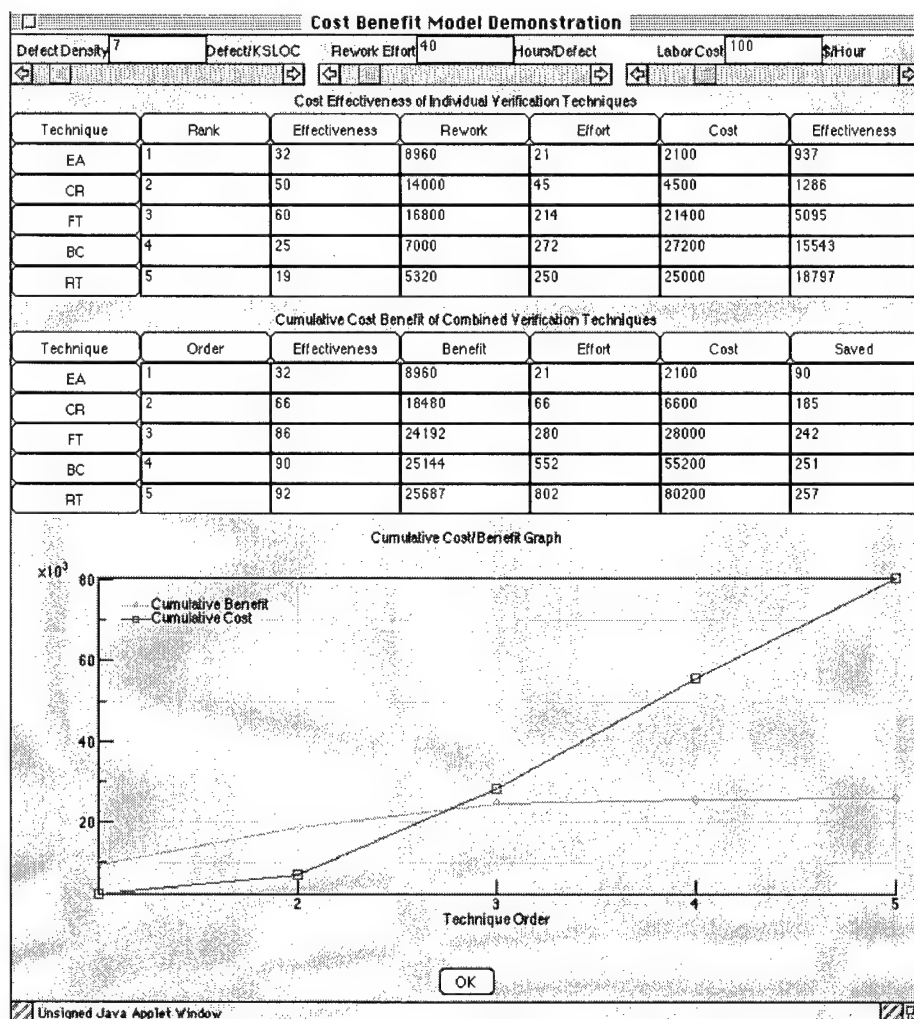 Cost Benefit Model Demonstration
Defect Density 7 Defect/KSLOC Rework Effort 40 Hours/Defect Labor Cost 100 $/Hour
Cost Effectiveness of Individual Verification Techniques
Technique Rank Effectiveness Rework Effort Cost Effectiveness
EA 1 32 8960 21 2100 937
CR 2 50 14000 45 4500 1286
FT 3 60 16800 214 21400 5095
BC 4 25 7000 272 27200 15543
RT 5 19 5320 250 25000 18797
Cumulative Cost Benefit of Combined Verification Techniques
Technique Order Effectiveness Benefit Effort Cost Saved
EA 1 32 8960 21 2100 90
CR 2 66 18480 66 6600 185
FT 3 86 24192 280 28000 242
BC 4 90 25144 552 55200 251
RT 5 92 25687 802 80200 257
Cumulative Cost/Benefit Graph
x10³
80
Cumulative Benefit
Cumulative Cost
60
40
20
2 3 4 5
Technique Order
OK
Unsigned Java Applet Window